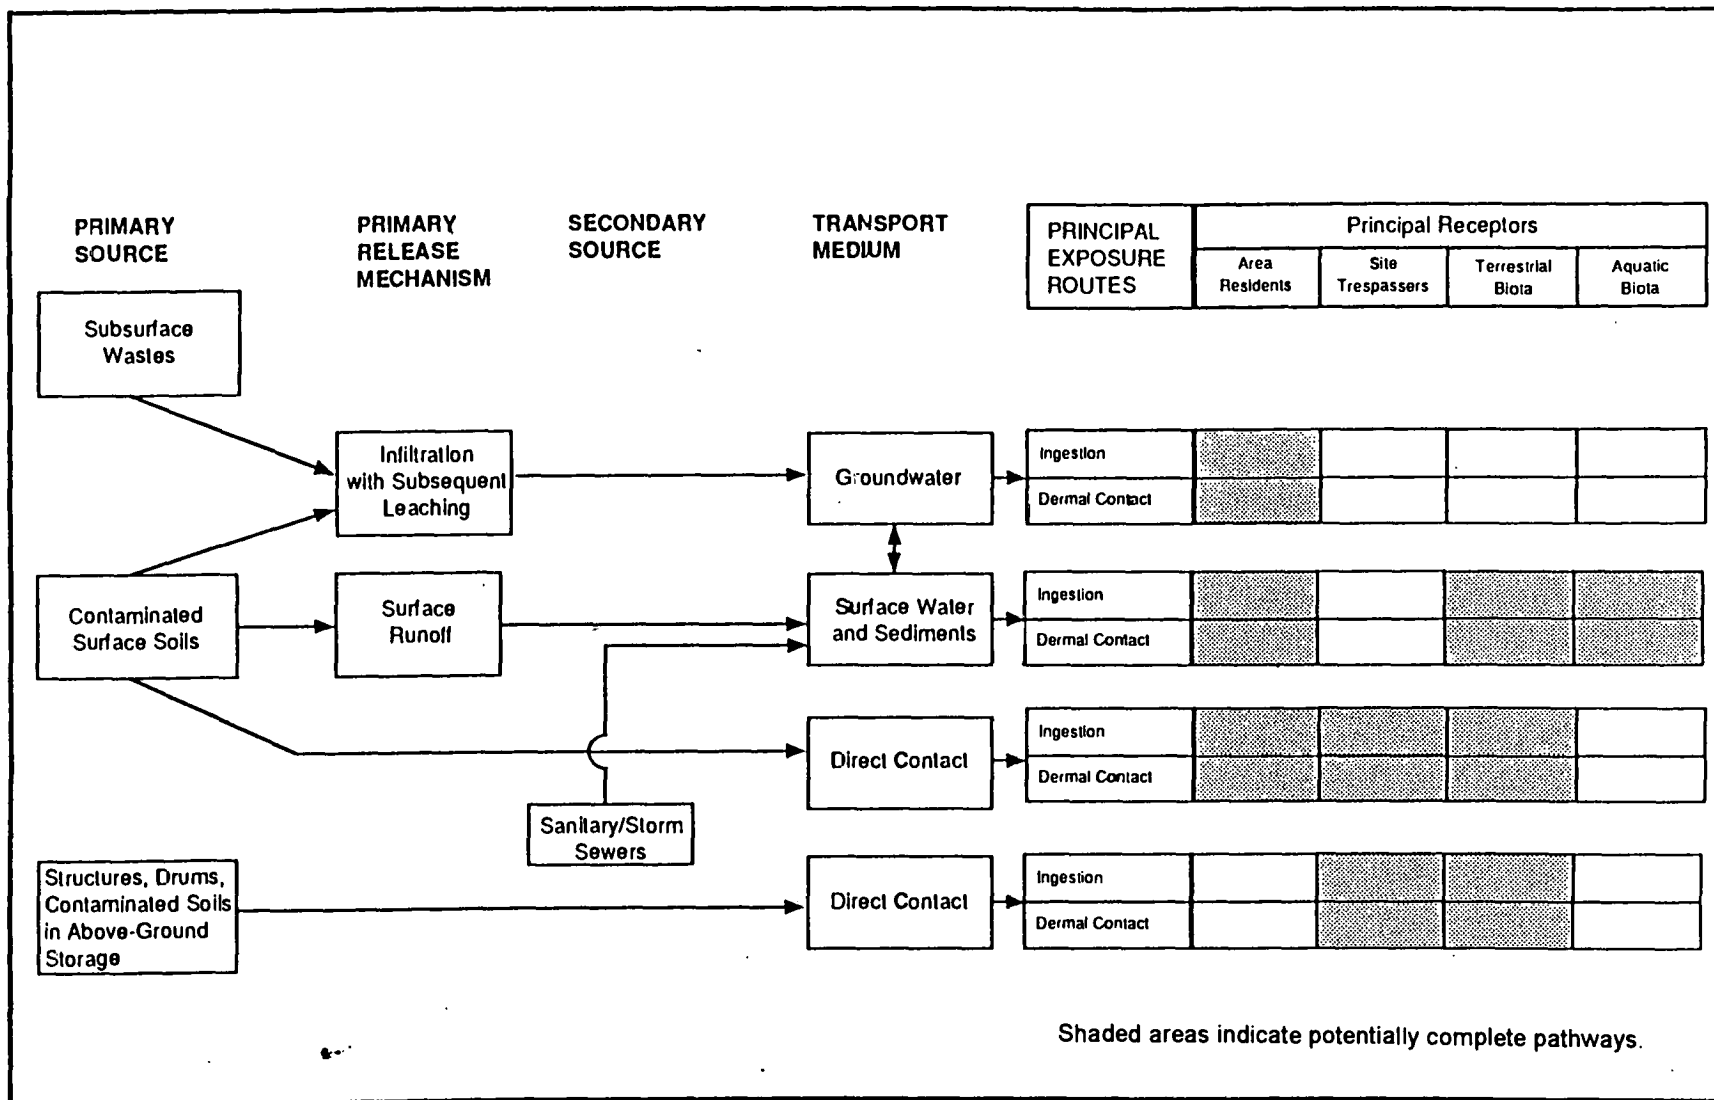 PRIMARY
SOURCE
PRIMARY
RELEASE
MECHANISM
SECONDARY
SOURCE
TRANSPORT
MEDIUM
PRINCIPAL
EXPOSURE
ROUTES
Principal Receptors
Area
Residents
Site
Trespassers
Terrestrial
Biota
Aquatic
Biota
Subsurface
Wastes
Infiltration
with Subsequent
Leaching
Groundwater
Ingestion
Dermal Contact
Contaminated
Surface Soils
Surface
Runoff
Surface Water
and Sediments
Ingestion
Dermal Contact
Direct Contact
Ingestion
Dermal Contact
Sanitary/Storm
Sewers
Structures, Drums,
Contaminated Soils
in Above-Ground
Storage
Direct Contact
Ingestion
Dermal Contact
Shaded areas indicate potentially complete pathways.